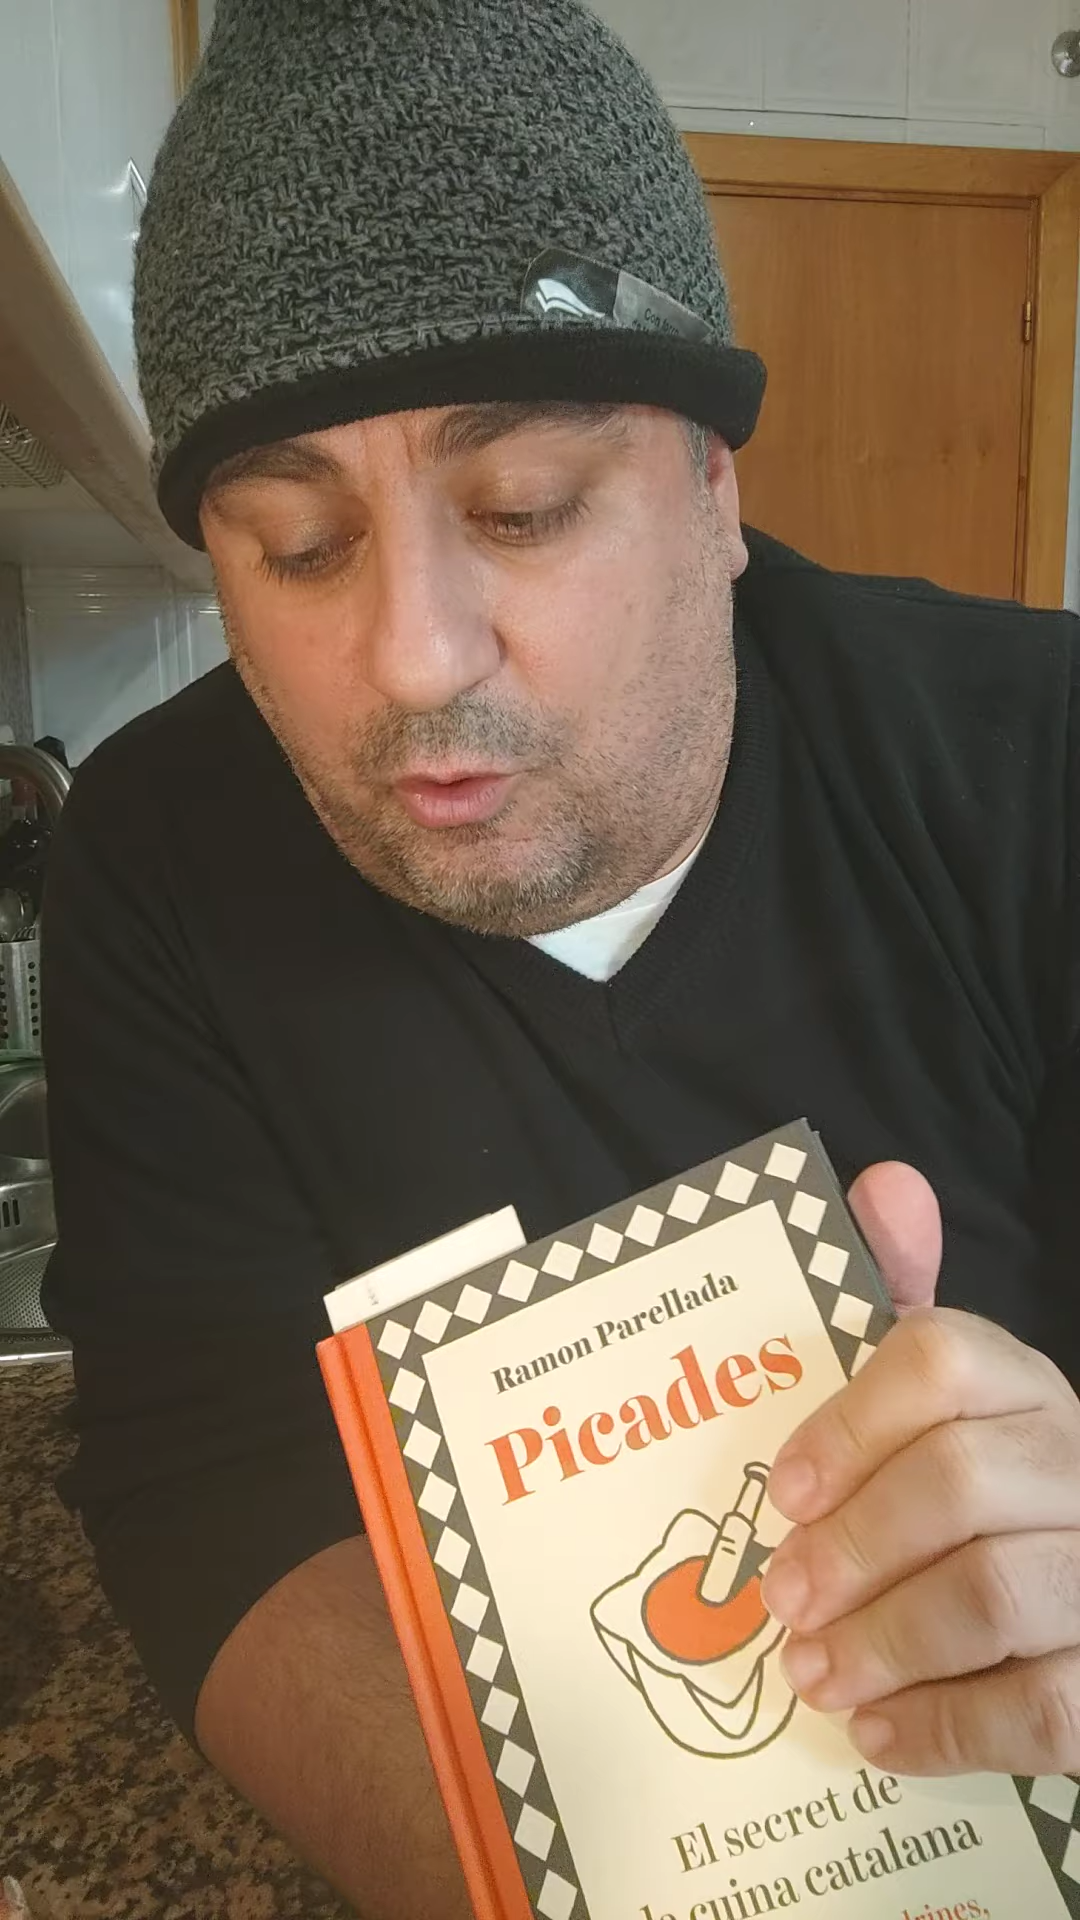 Ramon Parellada
Picades
El secret de
la cuina catalana